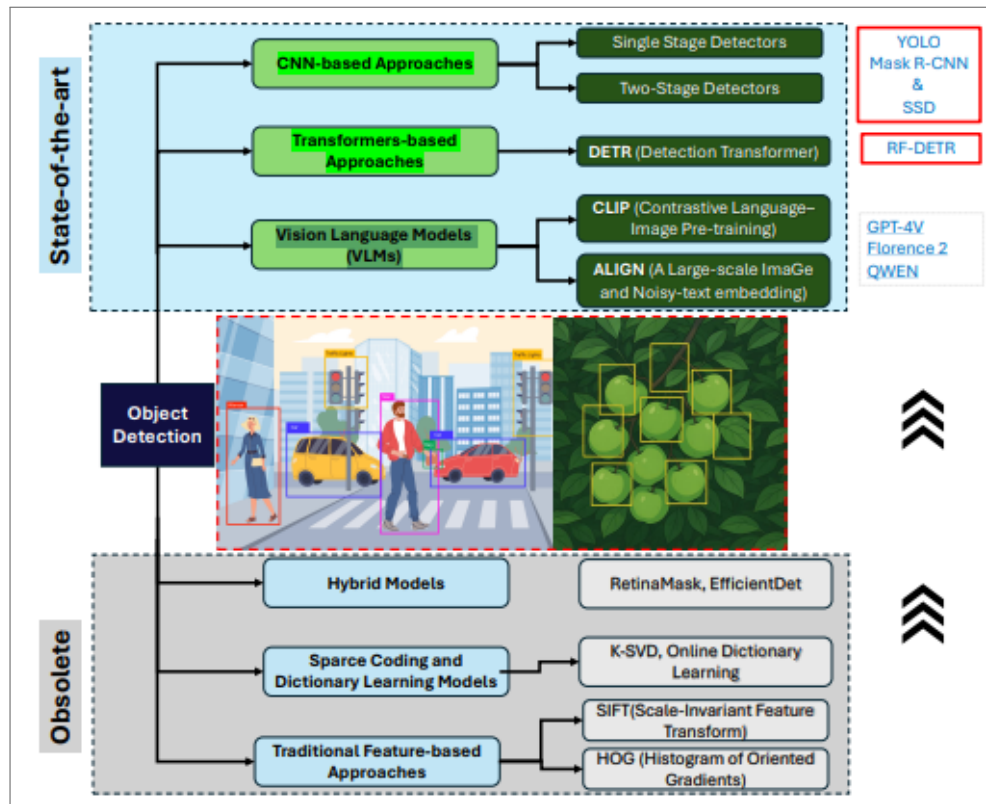 State-of-the-art
CNN-based Approaches
Single Stage Detectors
Two-Stage Detectors
YOLO
Mask R-CNN
&
SSD
Transformers-based
Approaches
DETR (Detection Transformer)
RF-DETR
Vision Language Models
(VLMs)
CLIP (Contrastive Language–
Image Pre-training)
ALIGN (A Large-scale ImaGe
and Noisy-text embedding)
GPT-4V
Florence 2
QWEN
Object
Detection
Obsolete
Hybrid Models
RetinaMask, EfficientDet
Sparce Coding and
Dictionary Learning Models
K-SVD, Online Dictionary
Learning
Traditional Feature-based
Approaches
SIFT(Scale-Invariant Feature
Transform)
HOG (Histogram of Oriented
Gradients)